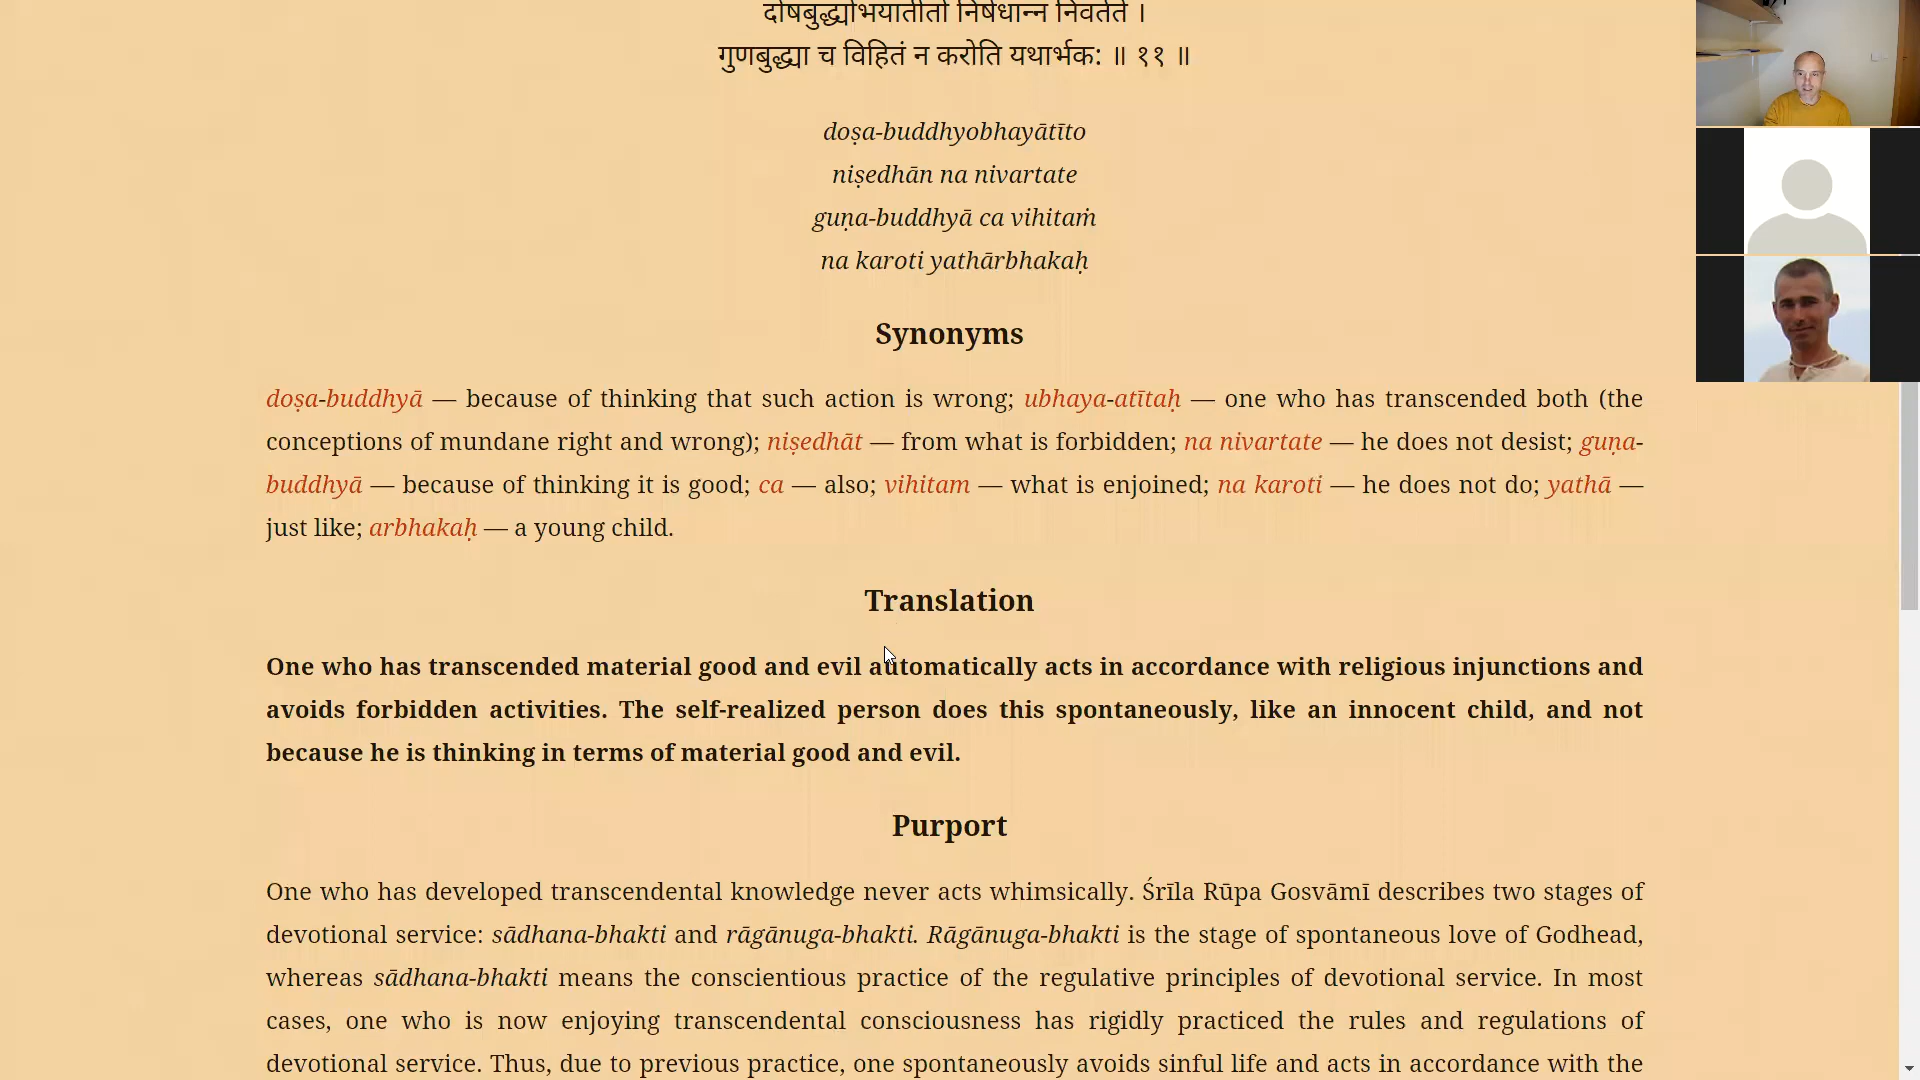 दोषबुद्ध्योभयातीतो निषेधान्न निवर्तते ।
गुणबुद्ध्या च विहितं न करोति यथार्भक: ॥ ११ ॥
doṣa-buddhyobhayātīto
niṣedhān na nivartate
guṇa-buddhyā ca vihitaṁ
na karoti yathārbhakaḥ
Synonyms
doṣa-buddhyā — because of thinking that such action is wrong; ubhaya-atītaḥ — one who has transcended both (the
conceptions of mundane right and wrong); niṣedhāt — from what is forbidden; na nivartate — he does not desist; guṇa-
buddhyā — because of thinking it is good; ca — also; vihitam — what is enjoined; na karoti — he does not do; yathā —
just like; arbhakaḥ — a young child.
Translation
One who has transcended material good and evil automatically acts in accordance with religious injunctions and
avoids forbidden activities. The self-realized person does this spontaneously, like an innocent child, and not
because he is thinking in terms of material good and evil.
Purport
One who has developed transcendental knowledge never acts whimsically. Śrīla Rūpa Gosvāmī describes two stages of
devotional service: sādhana-bhakti and rāgānuga-bhakti. Rāgānuga-bhakti is the stage of spontaneous love of Godhead,
whereas sādhana-bhakti means the conscientious practice of the regulative principles of devotional service. In most
cases, one who is now enjoying transcendental consciousness has rigidly practiced the rules and regulations of
devotional service. Thus, due to previous practice, one spontaneously avoids sinful life and acts in accordance with the